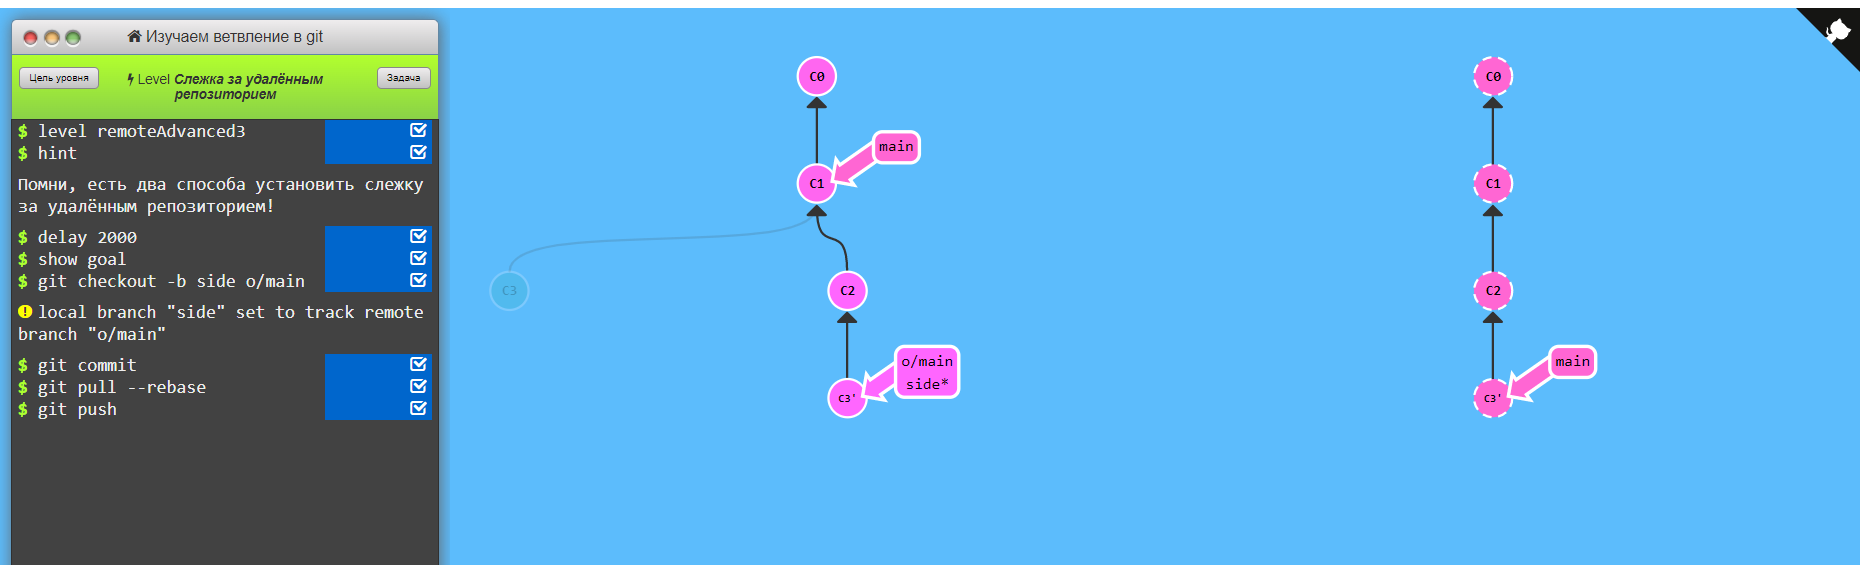 Изучаем ветвление в git
Цель уровня
Level Слежка за удалённым
репозиторием
Задача
$ level remoteAdvanced3
$ hint
Помни, есть два способа установить слежку
за удалённым репозиторием!
$ delay 2000
$ show goal
$ git checkout -b side o/main
local branch "side" set to track remote
branch "o/main"
$ git commit
$ git pull --rebase
$ git push
C0
main
C1
C3
C2
o/main
side*
C3'
C0
C1
C2
main
C3'